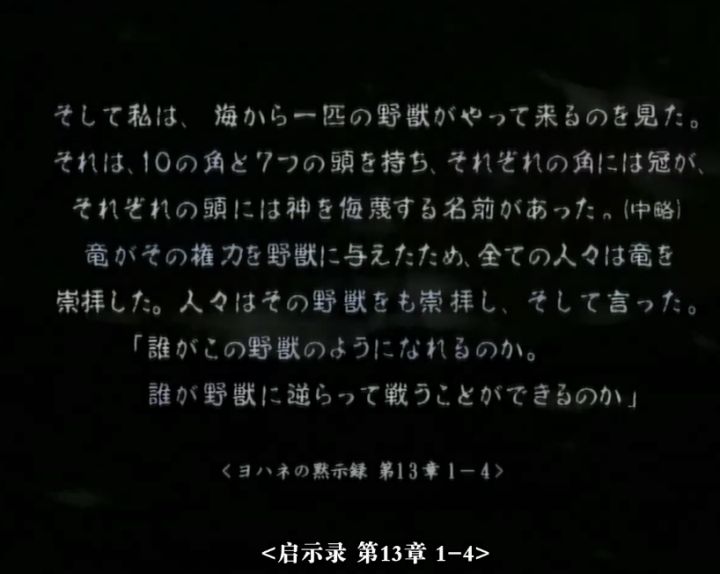 そして私は、海から一匹の野獣がやって来るのを見た。
それは、10の角と7つの頭を持ち、それぞれの角には冠が、
それぞれの頭には神を侮蔑する名前があった。(中略)
竜がその権力を野獣に与えたため、全ての人々は竜を
崇拝した。人々はその野獣をも崇拝し、そして言った。
「誰がこの野獣のようになれるのか。
誰が野獣に逆らって戦うことができるのか」
<ヨハネの黙示録 第13章 1－4>
<启示录 第13章 1-4>